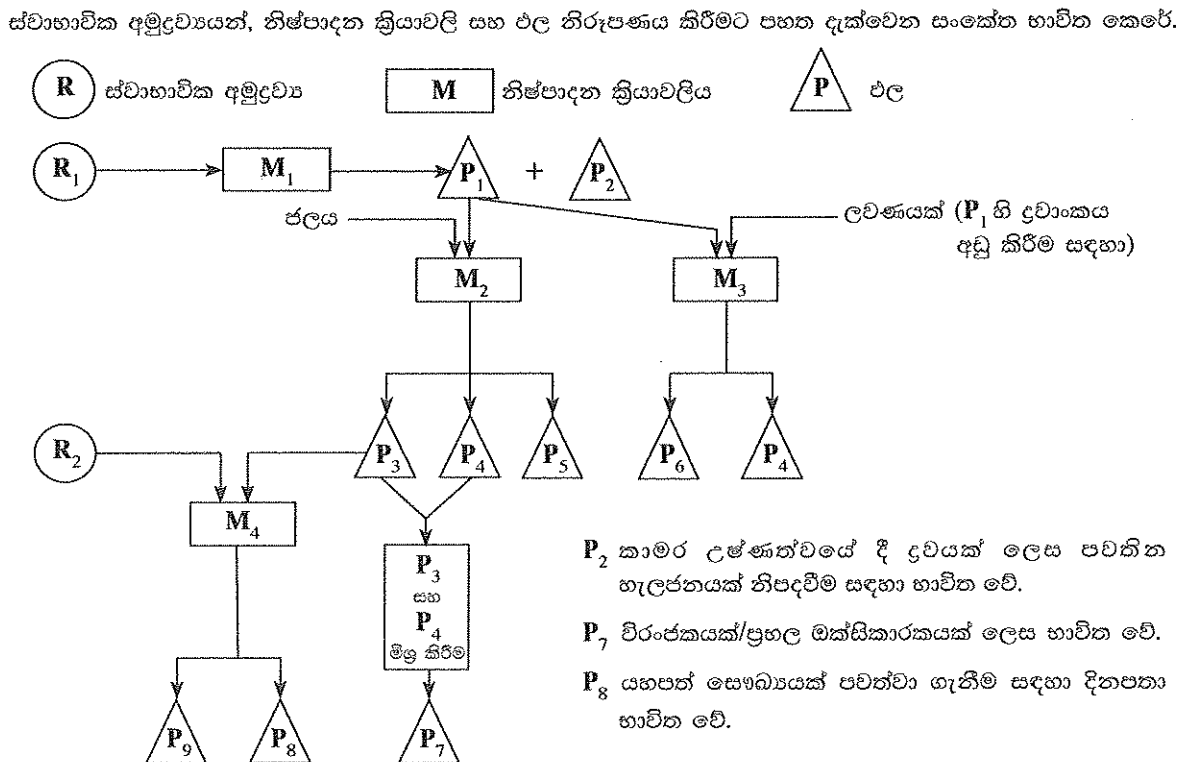 ස්වාභාවික අමුද්‍රව්‍යයන්, නිෂ්පාදන ක්‍රියාවලි සහ ඵල නිරූපණය කිරීමට පහත දැක්වෙන සංකේත භාවිත කෙරේ.
R ස්වාභාවික අමුද්‍රව්‍ය M නිෂ්පාදන ක්‍රියාවලිය P ඵල
R₁ M₁ P₁ + P₂
ජලය ලවණයක් (P₁ හි ද්‍රවාංකය
අඩු කිරීම සඳහා)
M₂ M₃
R₂ P₃ P₄ P₅ P₆ P₄
M₄
P₃
සහ
P₄
මිශ්‍ර කිරීම
P₂ කාමර උෂ්ණත්වයේ දී ද්‍රවයක් ලෙස පවතින
හැලජනයක් නිපදවීම සඳහා භාවිත වේ.
P₇ විරංජකයක්/ප්‍රභල ඔක්සිකාරකයක් ලෙස භාවිත වේ.
P₈ යහපත් සෞඛ්‍යයක් පවත්වා ගැනීම සඳහා දිනපතා
භාවිත වේ.
P₉ P₈ P₇